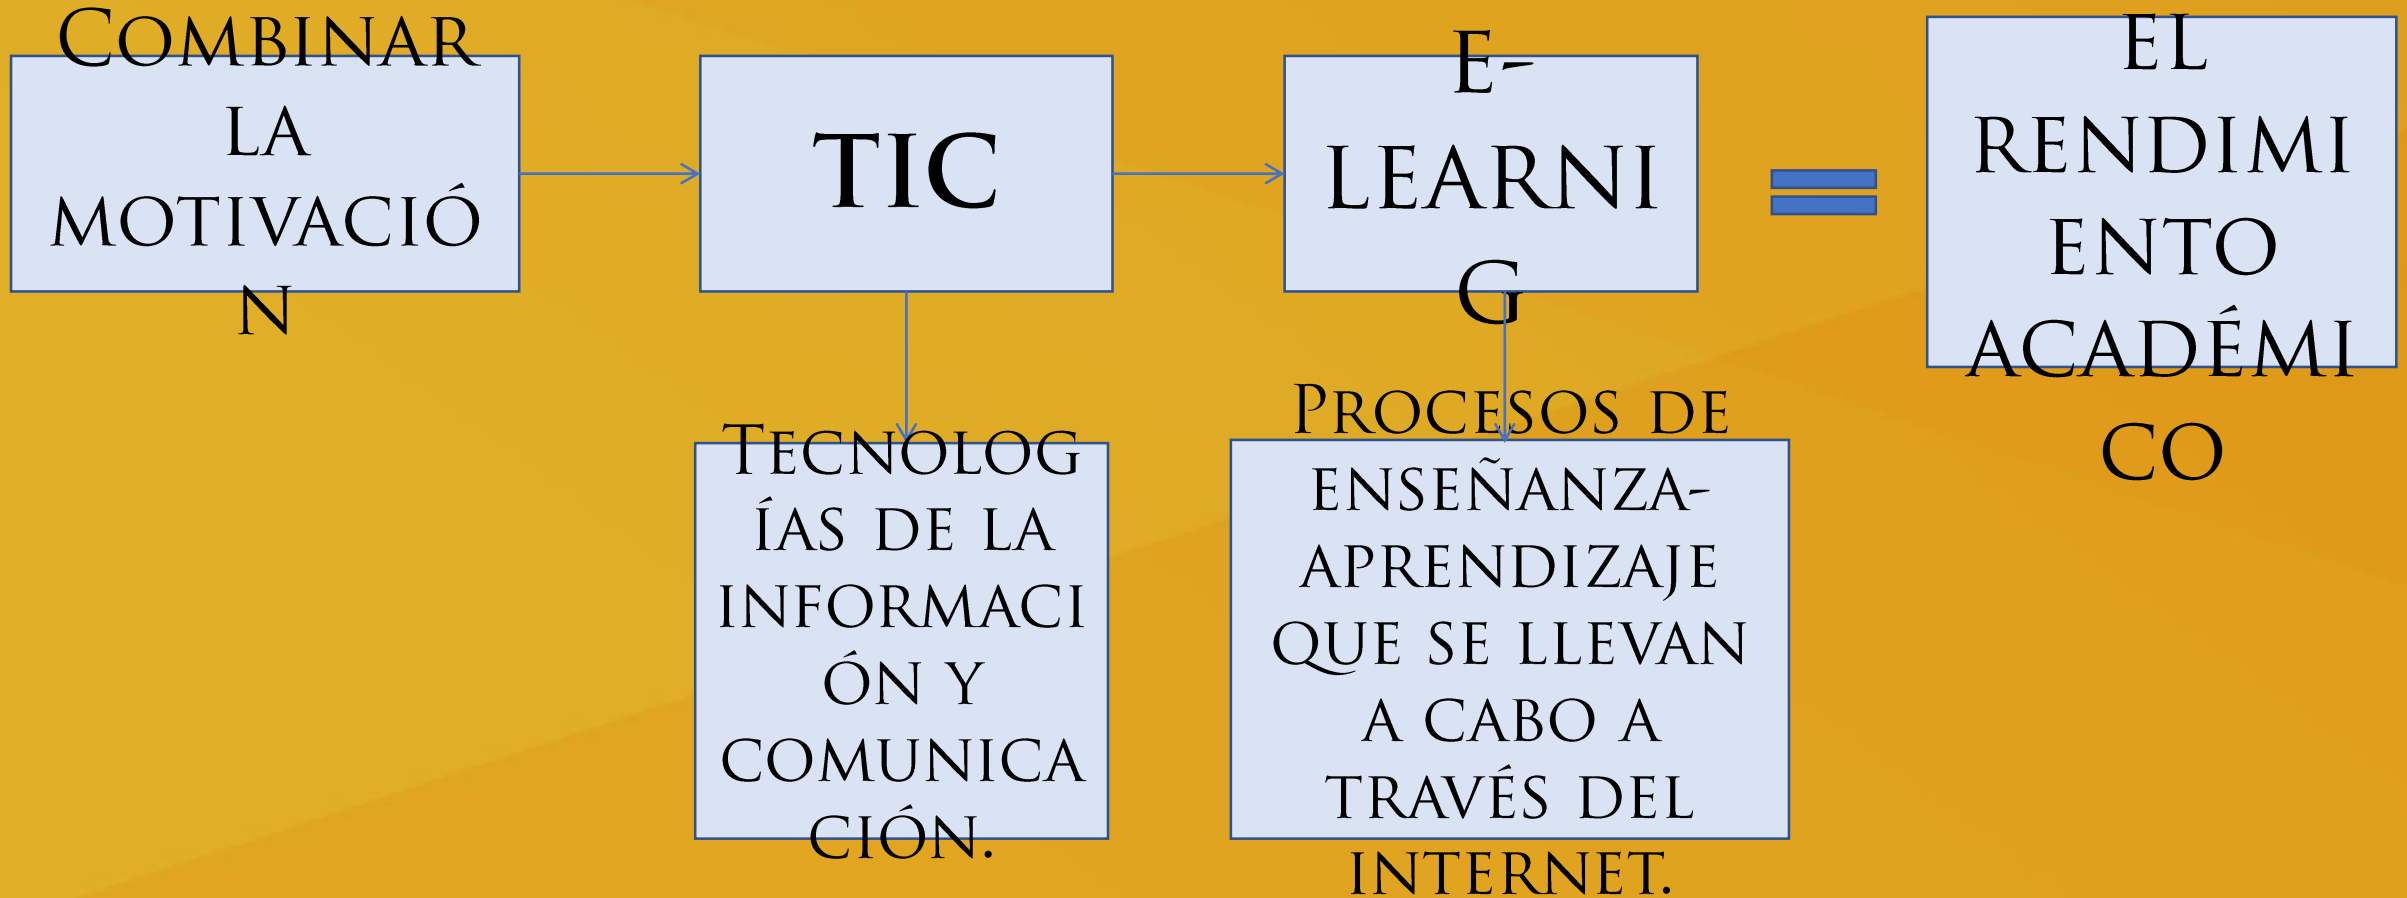 Combinar
la
motivació
n
TIC
E-
learni
g
el
rendimi
ento
académi
co
Tecnolog
ías de la
informaci
ón y
comunica
ción.
Procesos de
enseñanza-
aprendizaje
que se llevan
a cabo a
través del
internet.